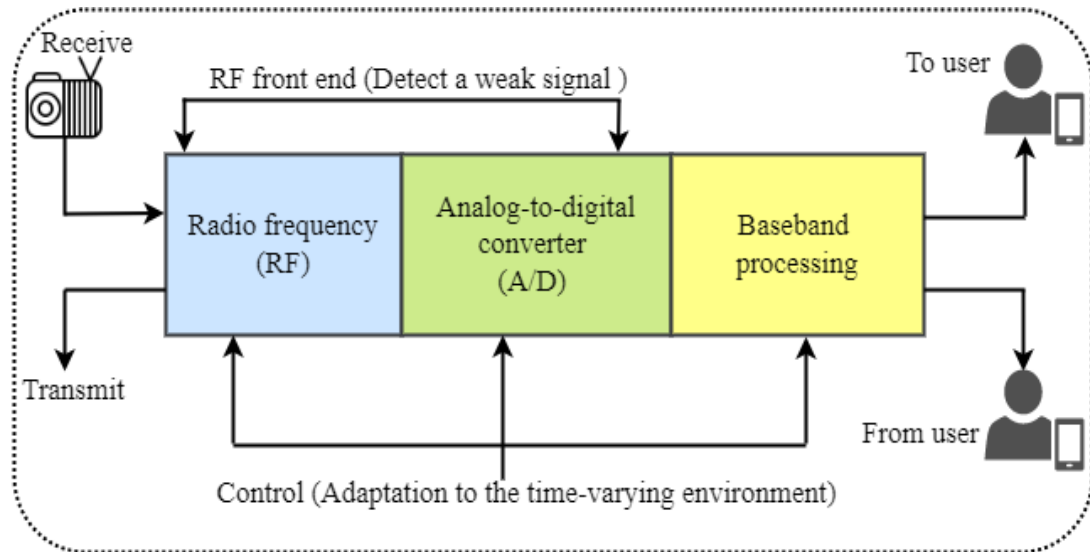 Receive
RF front end (Detect a weak signal )
To user
Radio frequency
(RF)
Analog-to-digital
converter
(A/D)
Baseband
processing
Transmit
From user
Control (Adaptation to the time-varying environment)